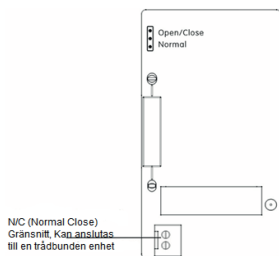 Open/Close
Normal
N/C (Normal Close)
Gränsnitt, Kan anslutas
till en trådbunden enhet